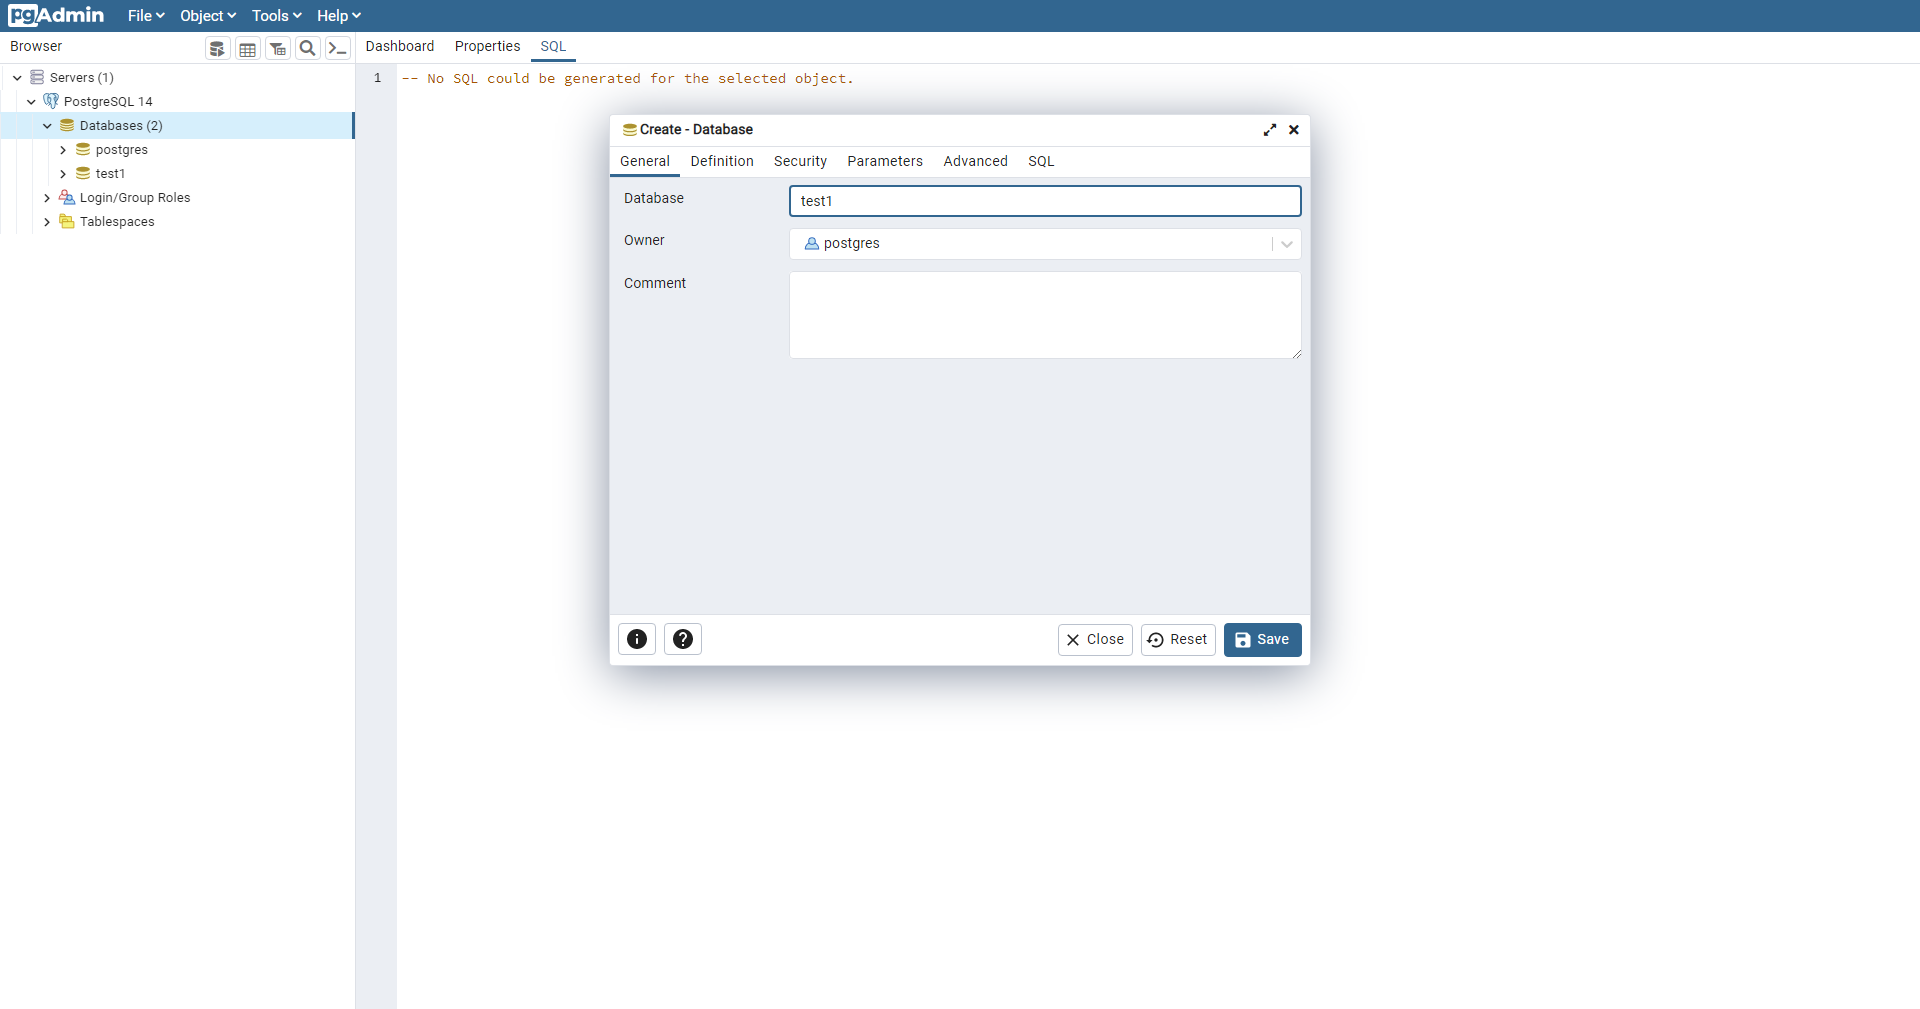 pgAdmin File Object Tools Help
Browser
Dashboard Properties SQL
Servers (1)
PostgreSQL 14
Databases (2)
postgres
test1
Login/Group Roles
Tablespaces
1 -- No SQL could be generated for the selected object.
Create - Database
General Definition Security Parameters Advanced SQL
Database test1
Owner postgres
Comment
Close Reset Save